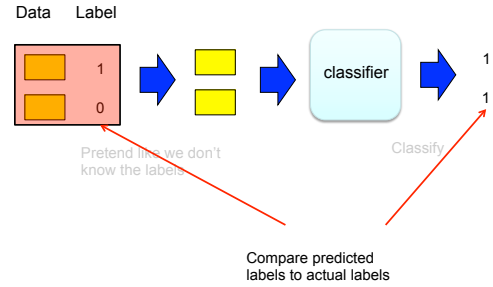 Data Label
1
0
classifier
1
1
Pretend like we don't
know the labels
Classify
Compare predicted
labels to actual labels